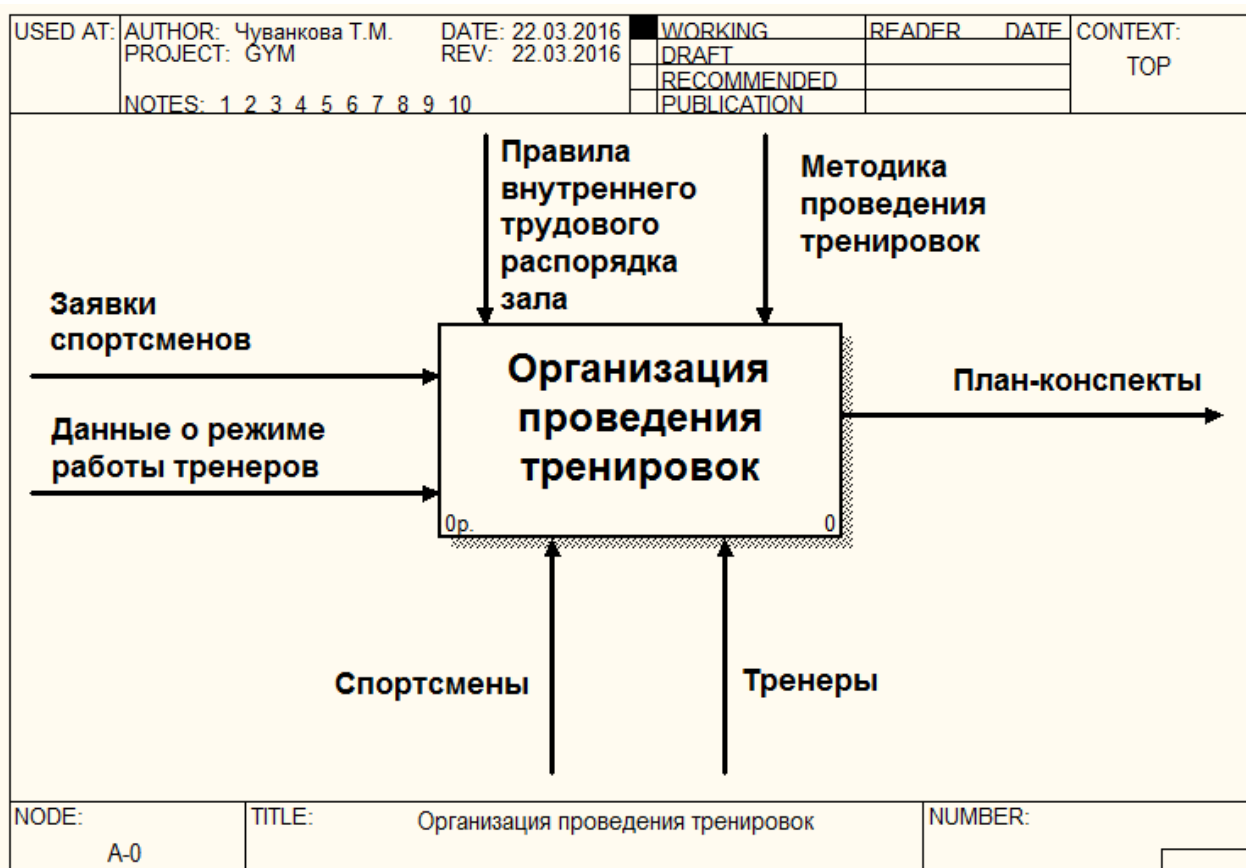 USED AT:
AUTHOR: Чуванкова Т.М.
DATE: 22.03.2016
PROJECT: GYM
REV: 22.03.2016
NOTES: 1 2 3 4 5 6 7 8 9 10
WORKING
DRAFT
RECOMMENDED
PUBLICATION
READER DATE
CONTEXT:
TOP
Правила
внутреннего
трудового
распорядка
зала
Методика
проведения
тренировок
Заявки
спортсменов
Данные о режиме
работы тренеров
Организация
проведения
тренировок
0р.
0
План-конспекты
Спортсмены
Тренеры
NODE:
A-0
TITLE:
Организация проведения тренировок
NUMBER: